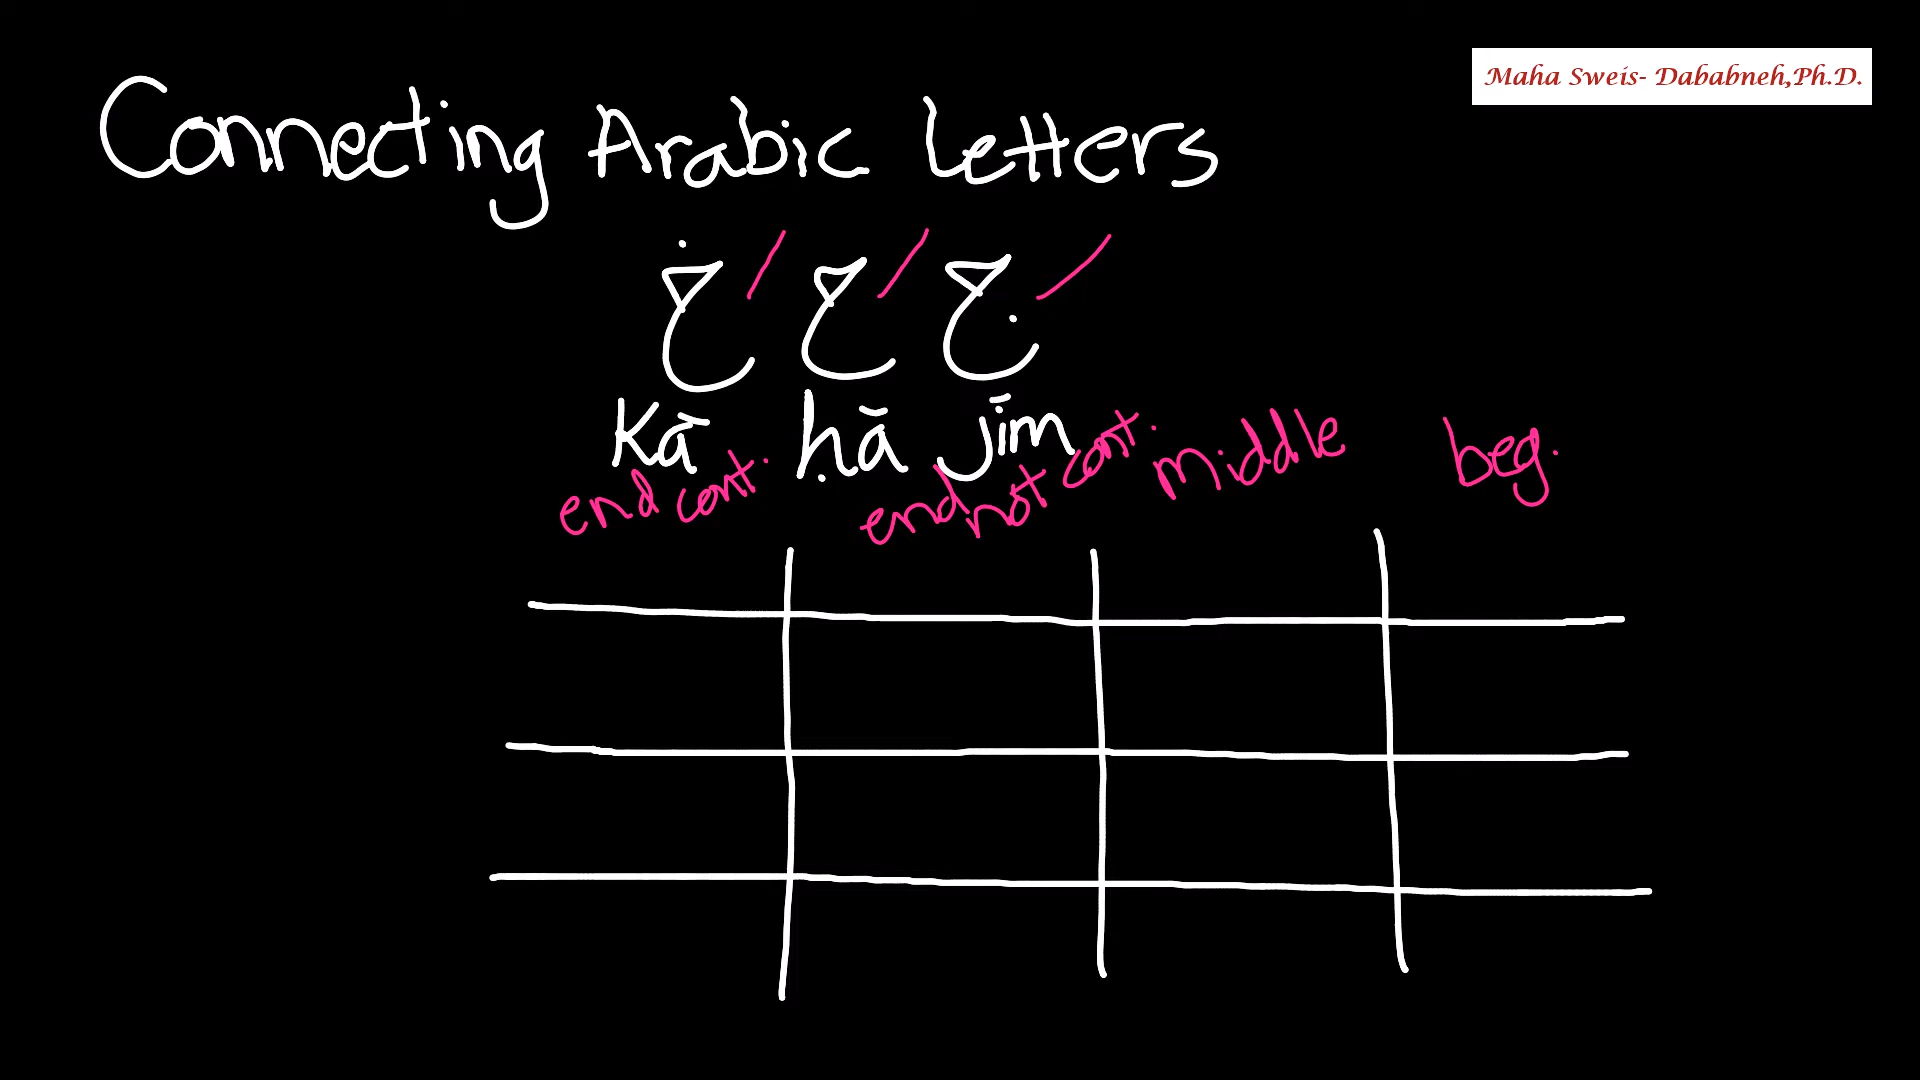 Maha Sweis- Dababneh,Ph.D.
Connecting Arabic Letters
ج ح خ
Kā ḥā jīm
end cont. end not cont. middle beg.